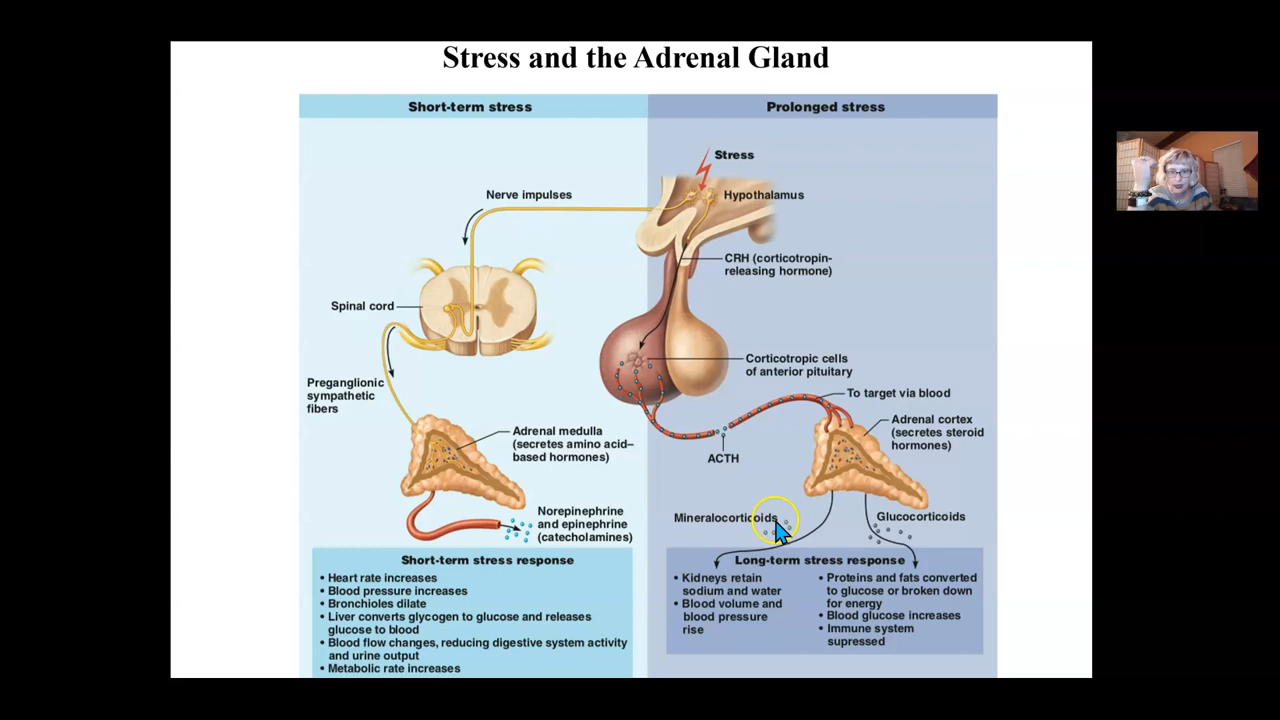 Stress and the Adrenal Gland
Short-term stress
Prolonged stress
Stress
Nerve impulses
Hypothalamus
CRH (corticotropin-
releasing hormone)
Spinal cord
Corticotropic cells
of anterior pituitary
Preganglionic
sympathetic
fibers
To target via blood
Adrenal medulla
(secretes amino acid–
based hormones)
Adrenal cortex
(secretes steroid
hormones)
ACTH
Norepinephrine
and epinephrine
(catecholamines)
Mineralocorticoids
Glucocorticoids
Short-term stress response
• Heart rate increases
• Blood pressure increases
• Bronchioles dilate
• Liver converts glycogen to glucose and releases
glucose to blood
• Blood flow changes, reducing digestive system activity
and urine output
• Metabolic rate increases
Long-term stress response
• Kidneys retain
sodium and water
• Blood volume and
blood pressure
rise
• Proteins and fats converted
to glucose or broken down
for energy
• Blood glucose increases
• Immune system
supressed